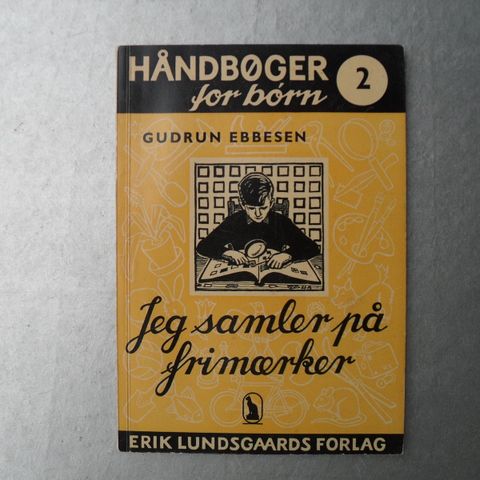 HÅNDBØGER
for børn
2
GUDRUN EBBESEN
Jeg samler på
frimærker
ERIK LUNDSGAARDS FORLAG